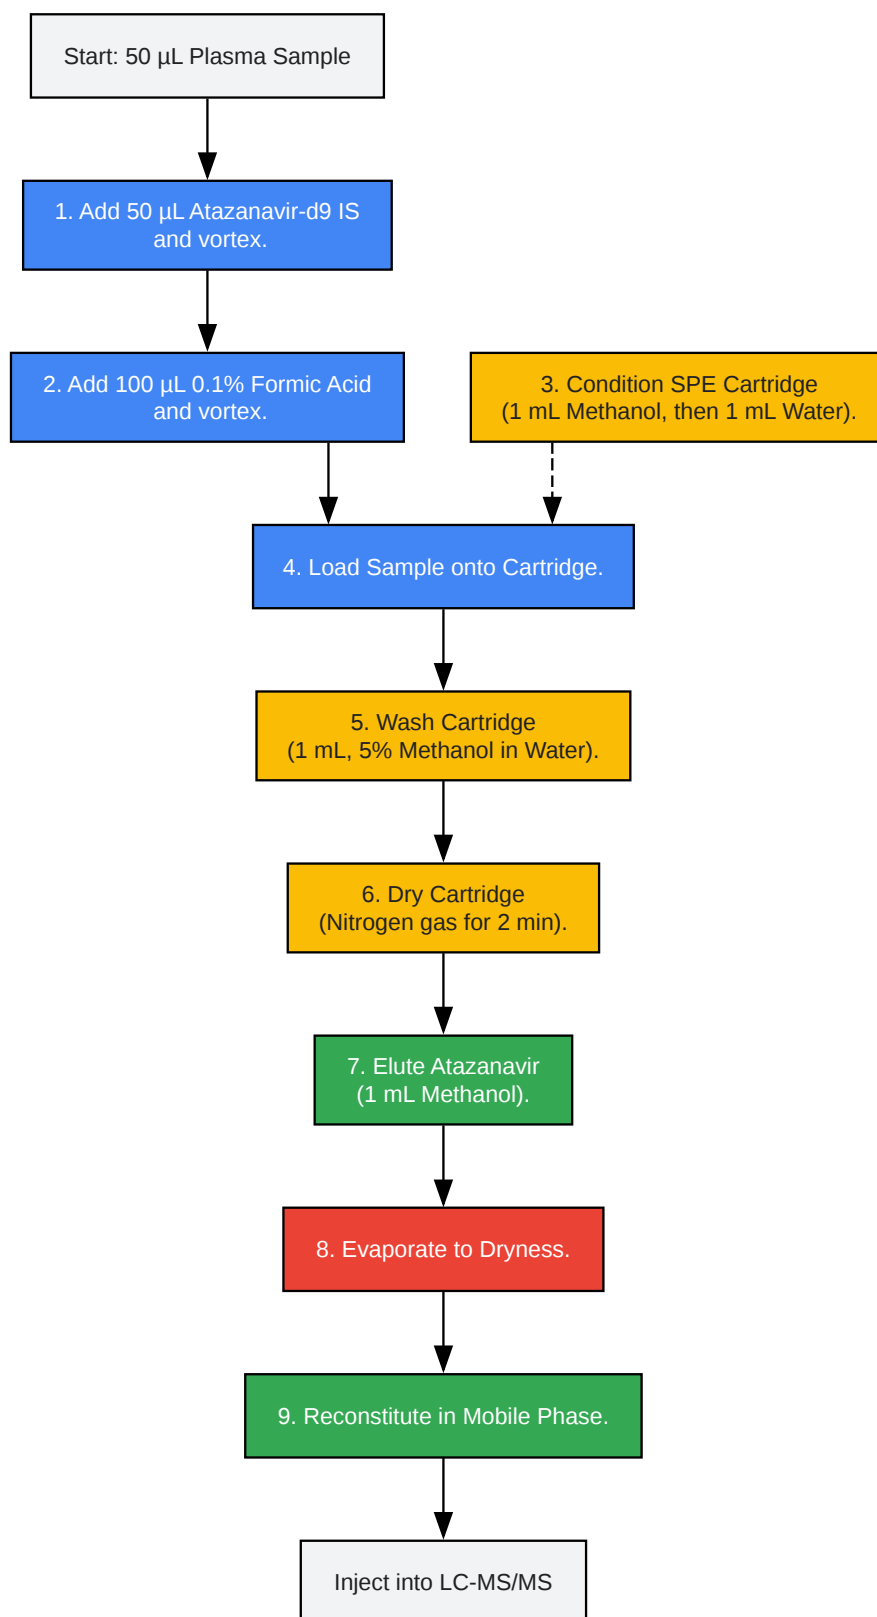 Start: 50 µL Plasma Sample
1. Add 50 µL Atazanavir-d9 IS
and vortex.
2. Add 100 µL 0.1% Formic Acid
and vortex.
3. Condition SPE Cartridge
(1 mL Methanol, then 1 mL Water).
4. Load Sample onto Cartridge.
5. Wash Cartridge
(1 mL, 5% Methanol in Water).
6. Dry Cartridge
(Nitrogen gas for 2 min).
7. Elute Atazanavir
(1 mL Methanol).
8. Evaporate to Dryness.
9. Reconstitute in Mobile Phase.
Inject into LC-MS/MS